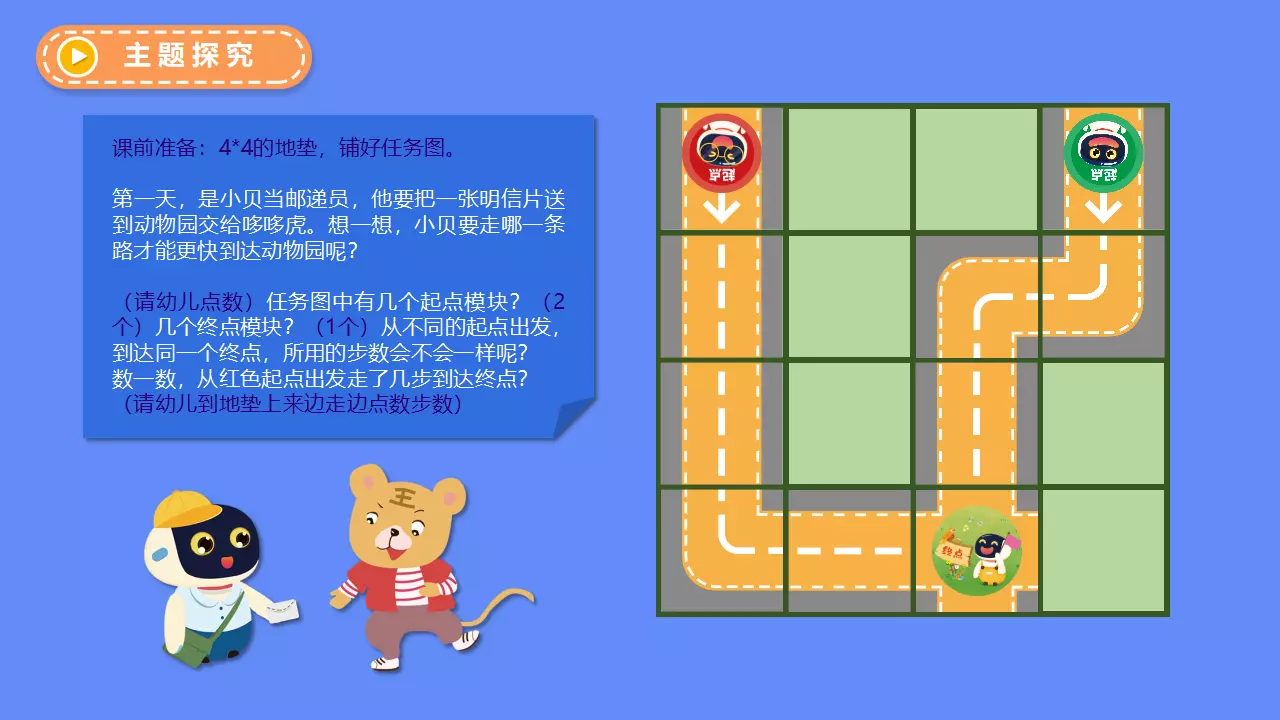 主题探究
课前准备：4*4的地垫，铺好任务图。
第一天，是小贝当邮递员，他要把一张明信片送
到动物园交给哆哆虎。想一想，小贝要走哪一条
路才能更快到达动物园呢？
（请幼儿点数）任务图中有几个起点模块？（2
个）几个终点模块？（1个）从不同的起点出发，
到达同一个终点，所用的步数会不会一样呢？
数一数，从红色起点出发走了几步到达终点？
（请幼儿到地垫上来边走边点数步数）
起点
起点
终点
王